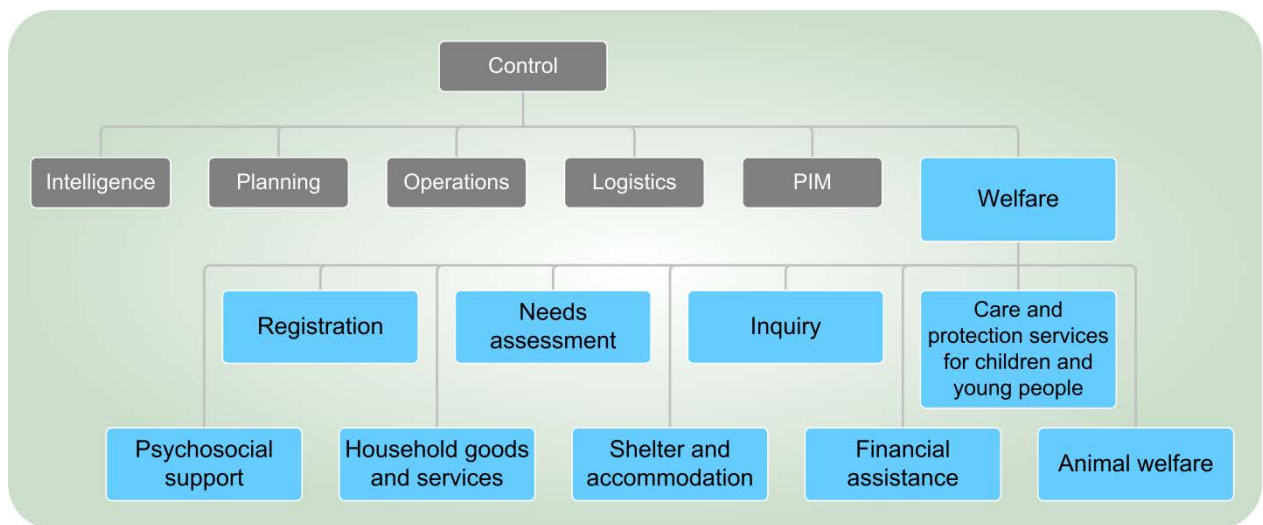 Control
Intelligence
Planning
Operations
Logistics
PIM
Welfare
Registration
Needs
assessment
Inquiry
Care and
protection services
for children and
young people
Psychosocial
support
Household goods
and services
Shelter and
accommodation
Financial
assistance
Animal welfare